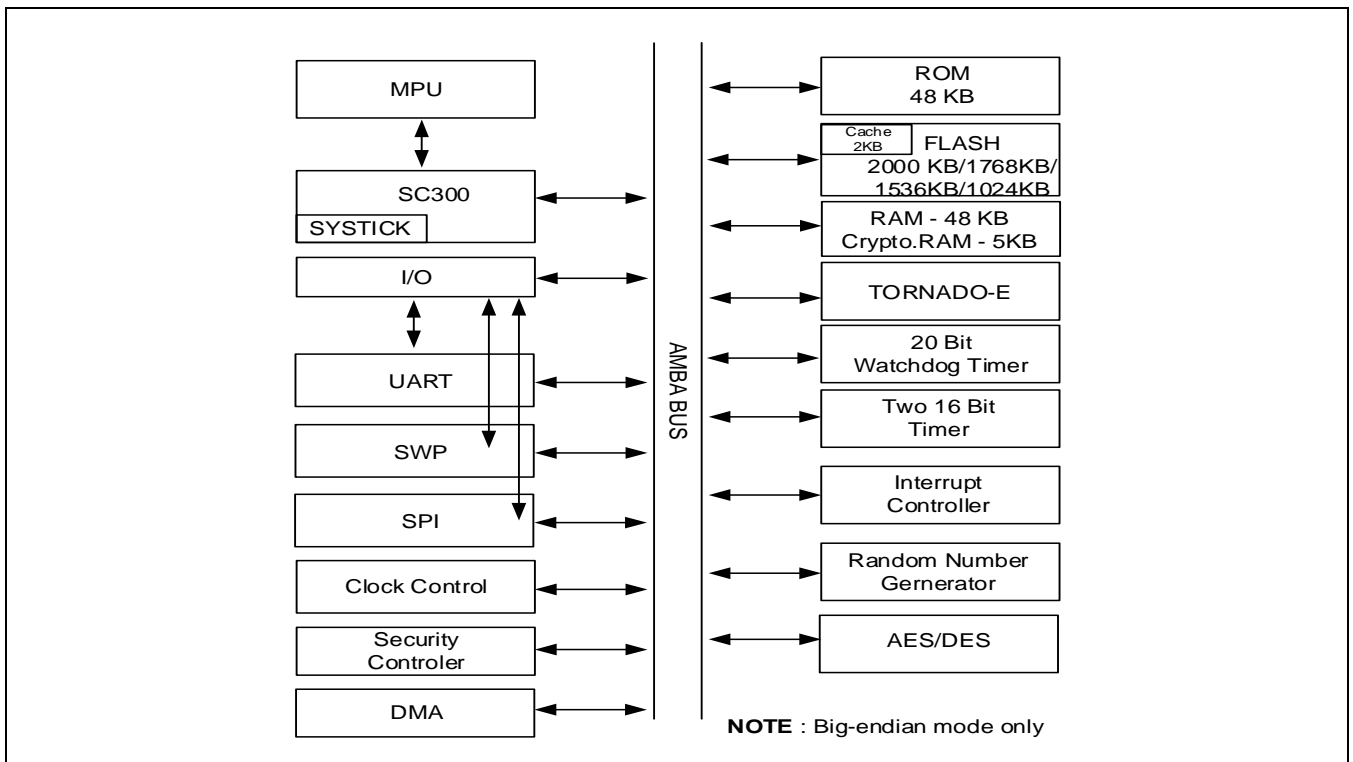 MPU
SC300
SYSTICK
I/O
UART
SWP
SPI
Clock Control
Security
Controler
DMA
AMBA BUS
ROM
48 KB
Cache
2KB
FLASH
2000 KB/1768KB/
1536KB/1024KB
RAM - 48 KB
Crypto.RAM - 5KB
TORNADO-E
20 Bit
Watchdog Timer
Two 16 Bit
Timer
Interrupt
Controller
Random Number
Gernerator
AES/DES
NOTE : Big-endian mode only